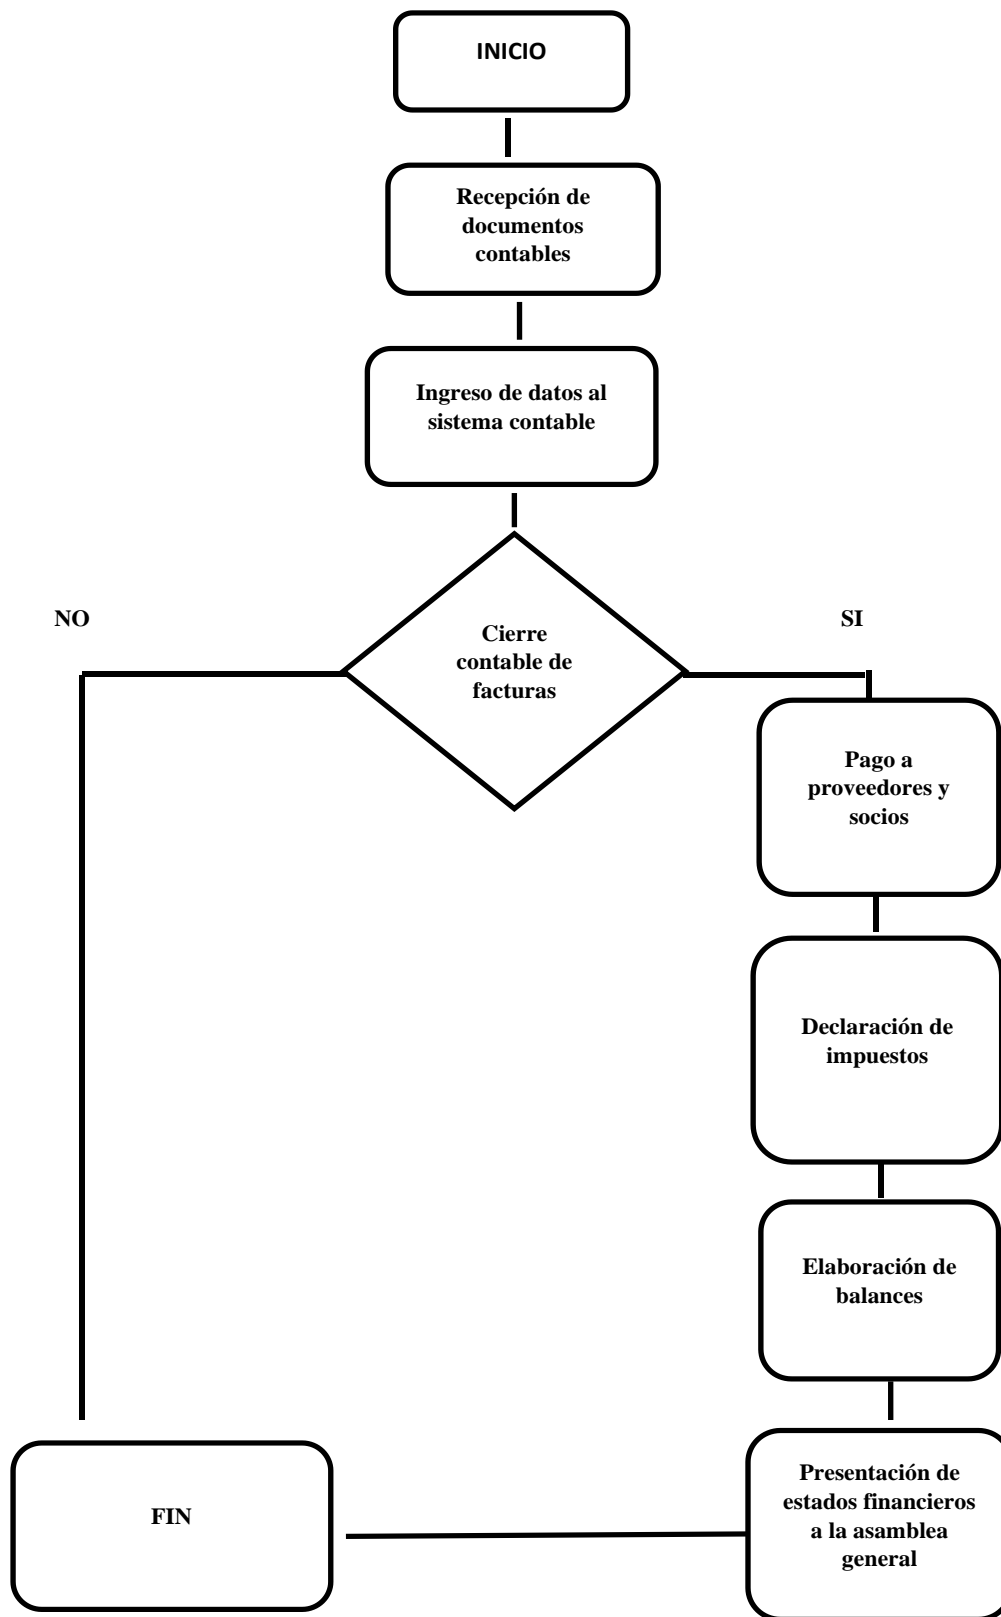 INICIO
Recepción de
documentos
contables
Ingreso de datos al
sistema contable
NO
SI
Cierre
contable de
facturas
Pago a
proveedores y
socios
Declaración de
impuestos
Elaboración de
balances
Presentación de
estados financieros
a la asamblea
general
FIN